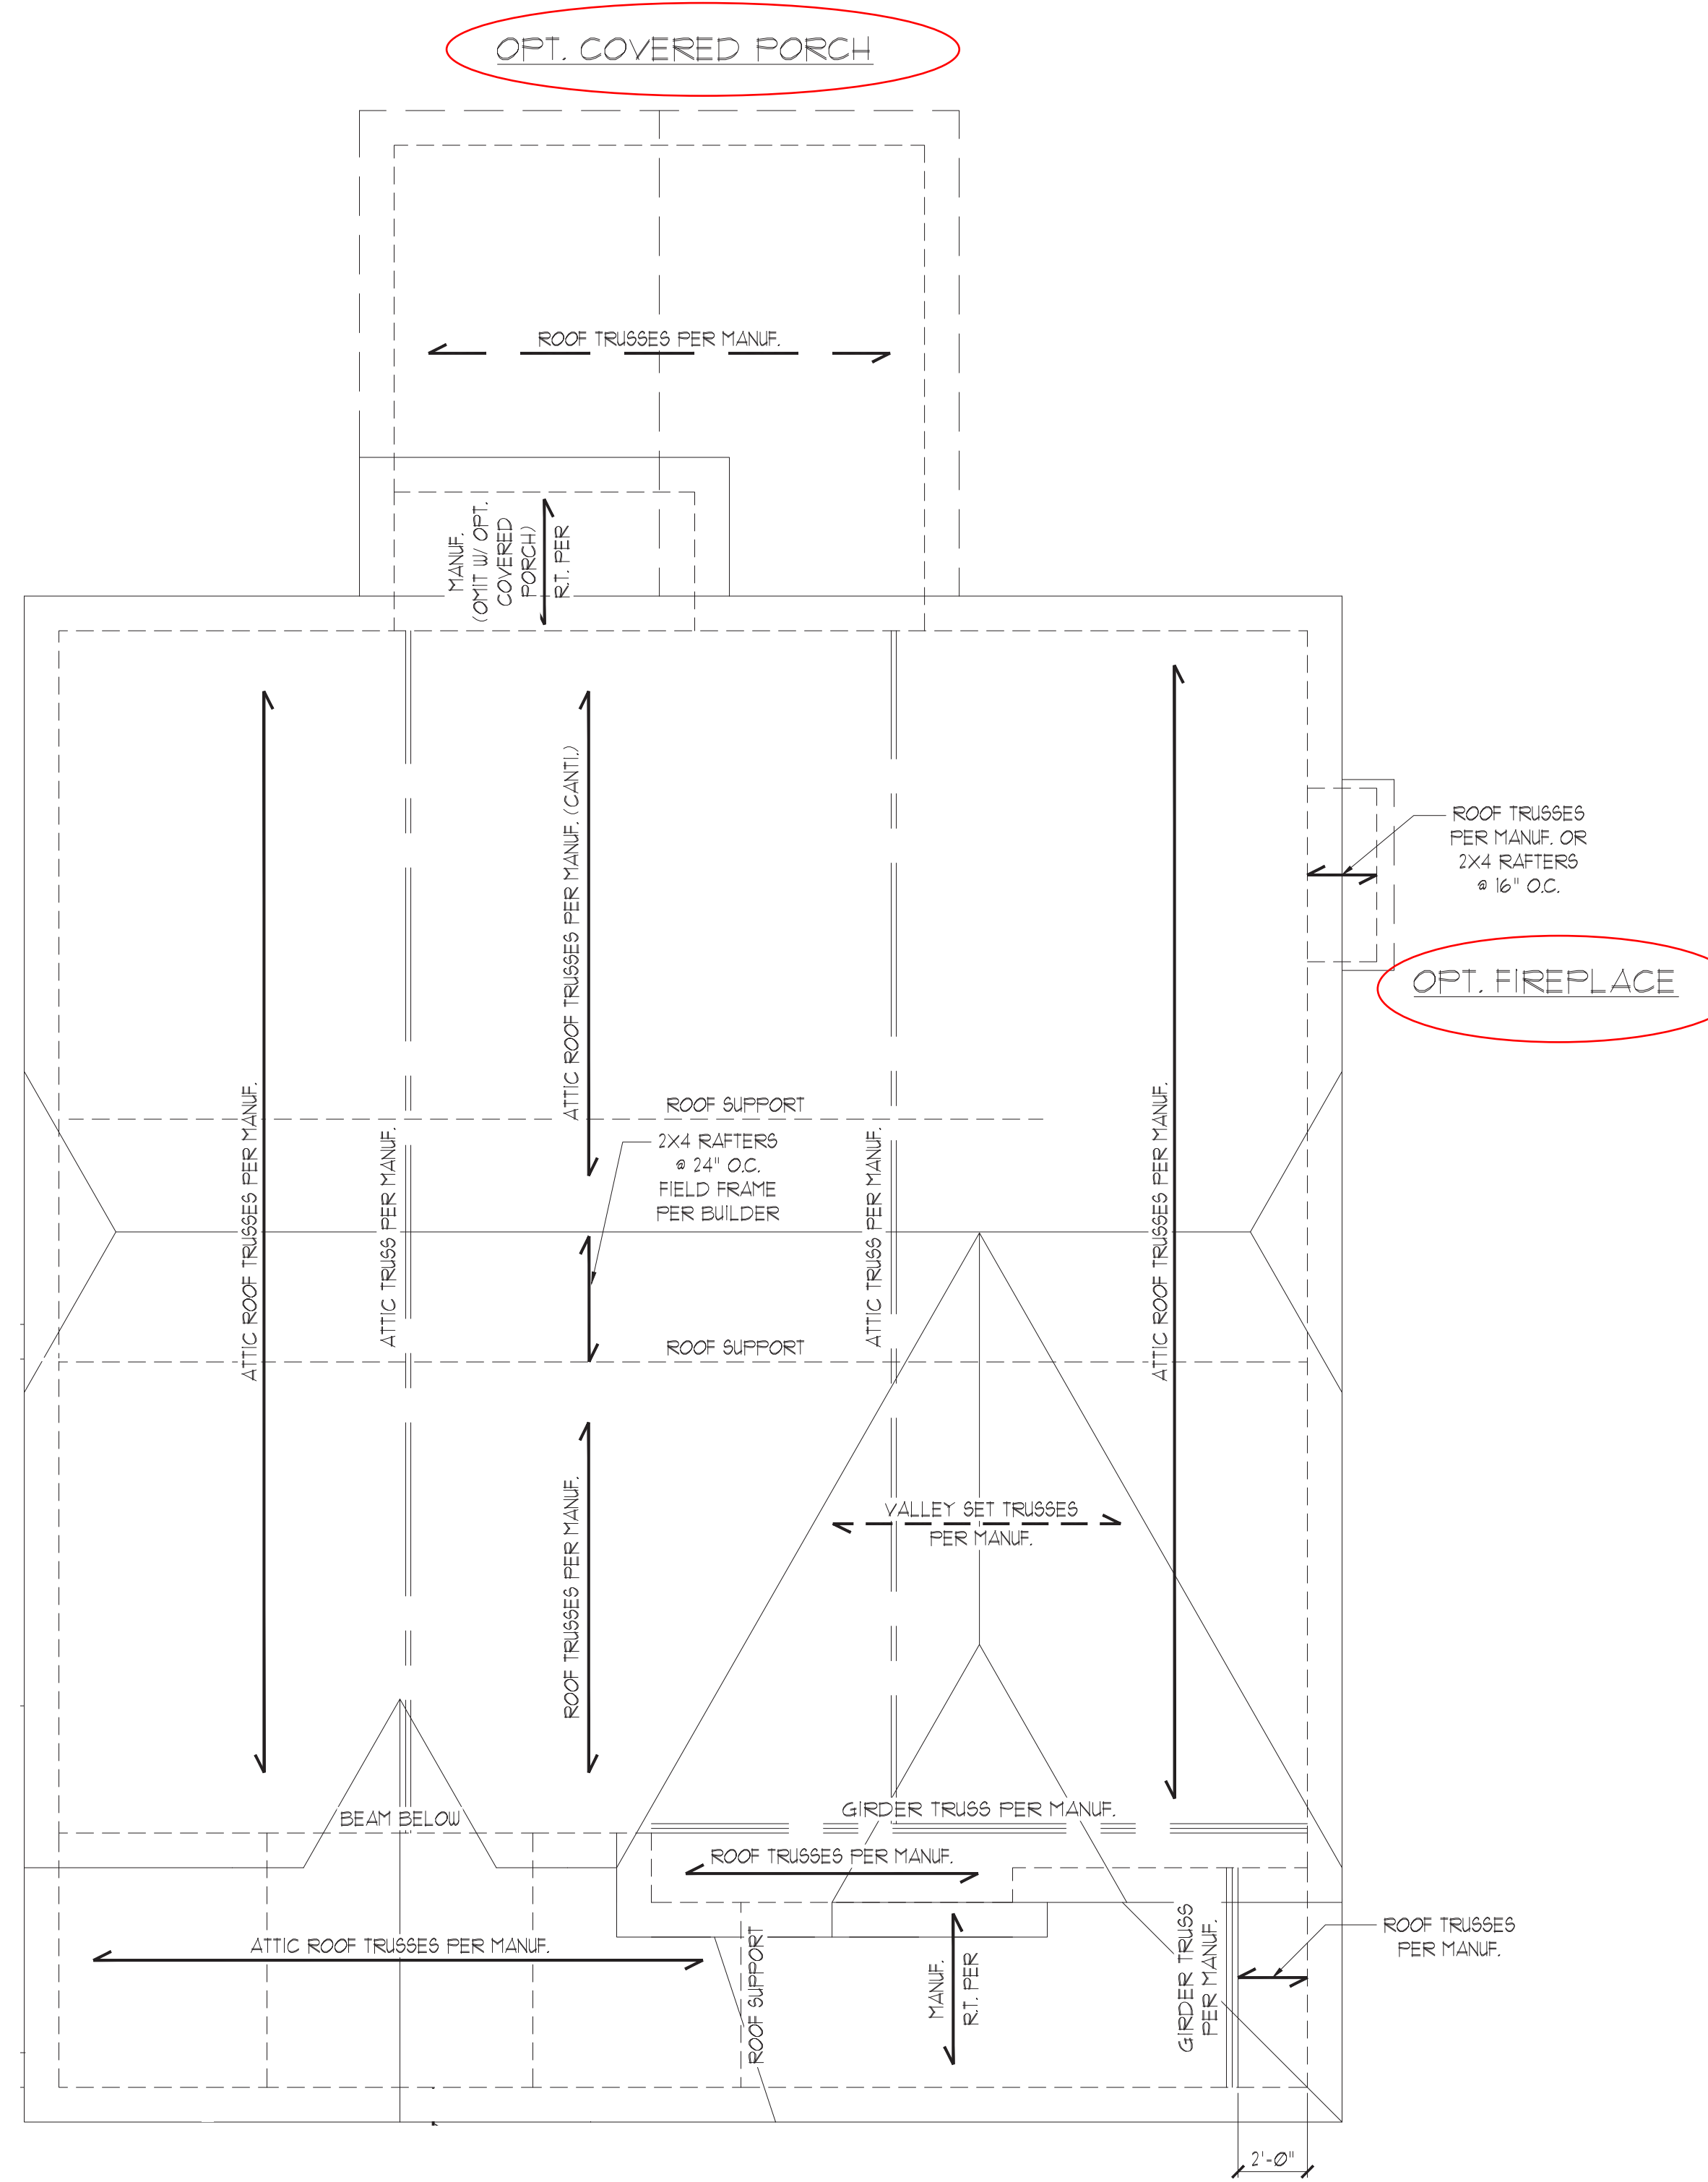 OPT. COVERED PORCH
ROOF TRUSSES PER MANUF.
MANUF.
(OMIT W/ OPT.
COVERED
PORCH)
R.T. PER
ATTIC ROOF TRUSSES PER MANUF. (CANTI.)
ROOF TRUSSES
PER MANUF. OR
2X4 RAFTERS
@ 16" O.C.
OPT. FIREPLACE
ROOF SUPPORT
ATTIC ROOF TRUSSES PER MANUF.
ATTIC TRUSS PER MANUF.
2X4 RAFTERS
@ 24" O.C.
FIELD FRAME
PER BUILDER
ATTIC TRUSS PER MANUF.
ATTIC ROOF TRUSSES PER MANUF.
ROOF SUPPORT
ROOF TRUSSES PER MANUF.
VALLEY SET TRUSSES
PER MANUF.
BEAM BELOW
GIRDER TRUSS PER MANUF.
ROOF TRUSSES PER MANUF.
ATTIC ROOF TRUSSES PER MANUF.
ROOF SUPPORT
MANUF.
R.T. PER
GIRDER TRUSS
PER MANUF.
ROOF TRUSSES
PER MANUF.
2'-0"